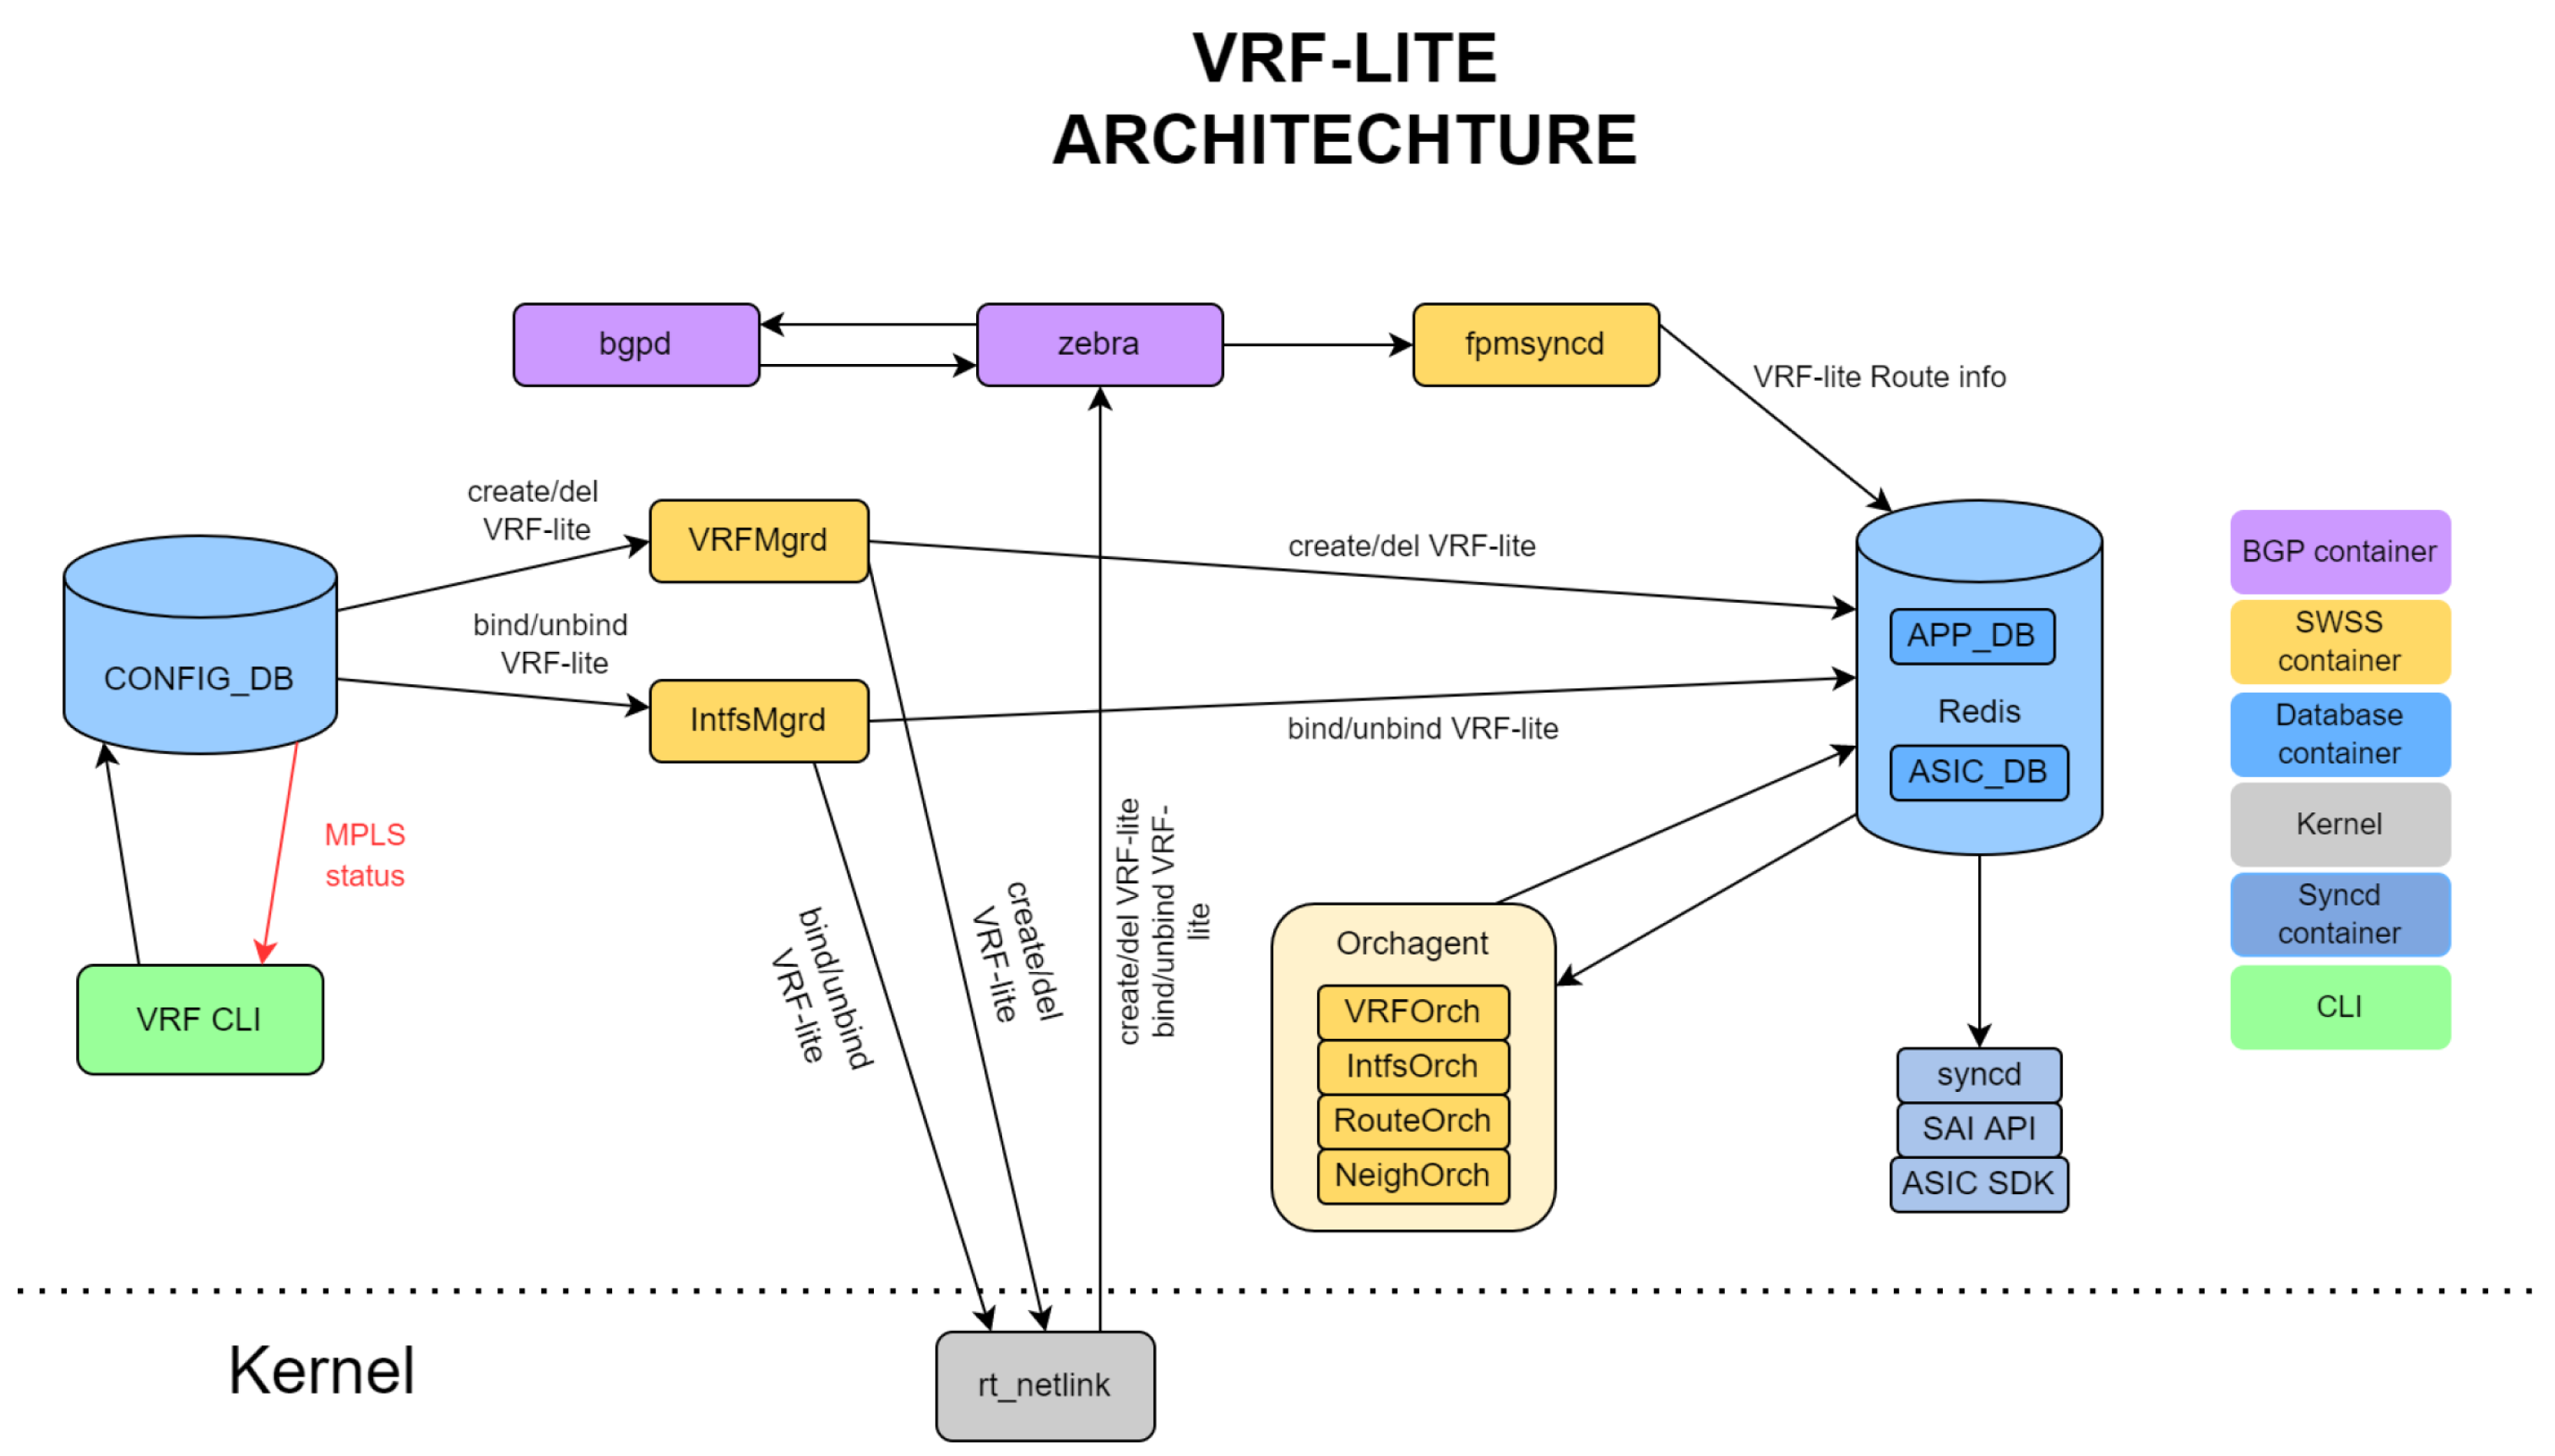 VRF-LITE
ARCHITECHTURE
bgpd
zebra
fpmsyncd
VRF-lite Route info
create/del
VRF-lite
VRFMgrd
create/del VRF-lite
bind/unbind
VRF-lite
CONFIG_DB
IntfsMgrd
bind/unbind VRF-lite
APP_DB
Redis
ASIC_DB
MPLS
status
VRF CLI
bind/unbind
VRF-lite
create/del
VRF-lite
create/del VRF-lite
bind/unbind VRF-
lite
Orchagent
VRFOrch
IntfsOrch
RouteOrch
NeighOrch
syncd
SAI API
ASIC SDK
BGP container
SWSS
container
Database
container
Kernel
Syncd
container
CLI
Kernel
rt_netlink